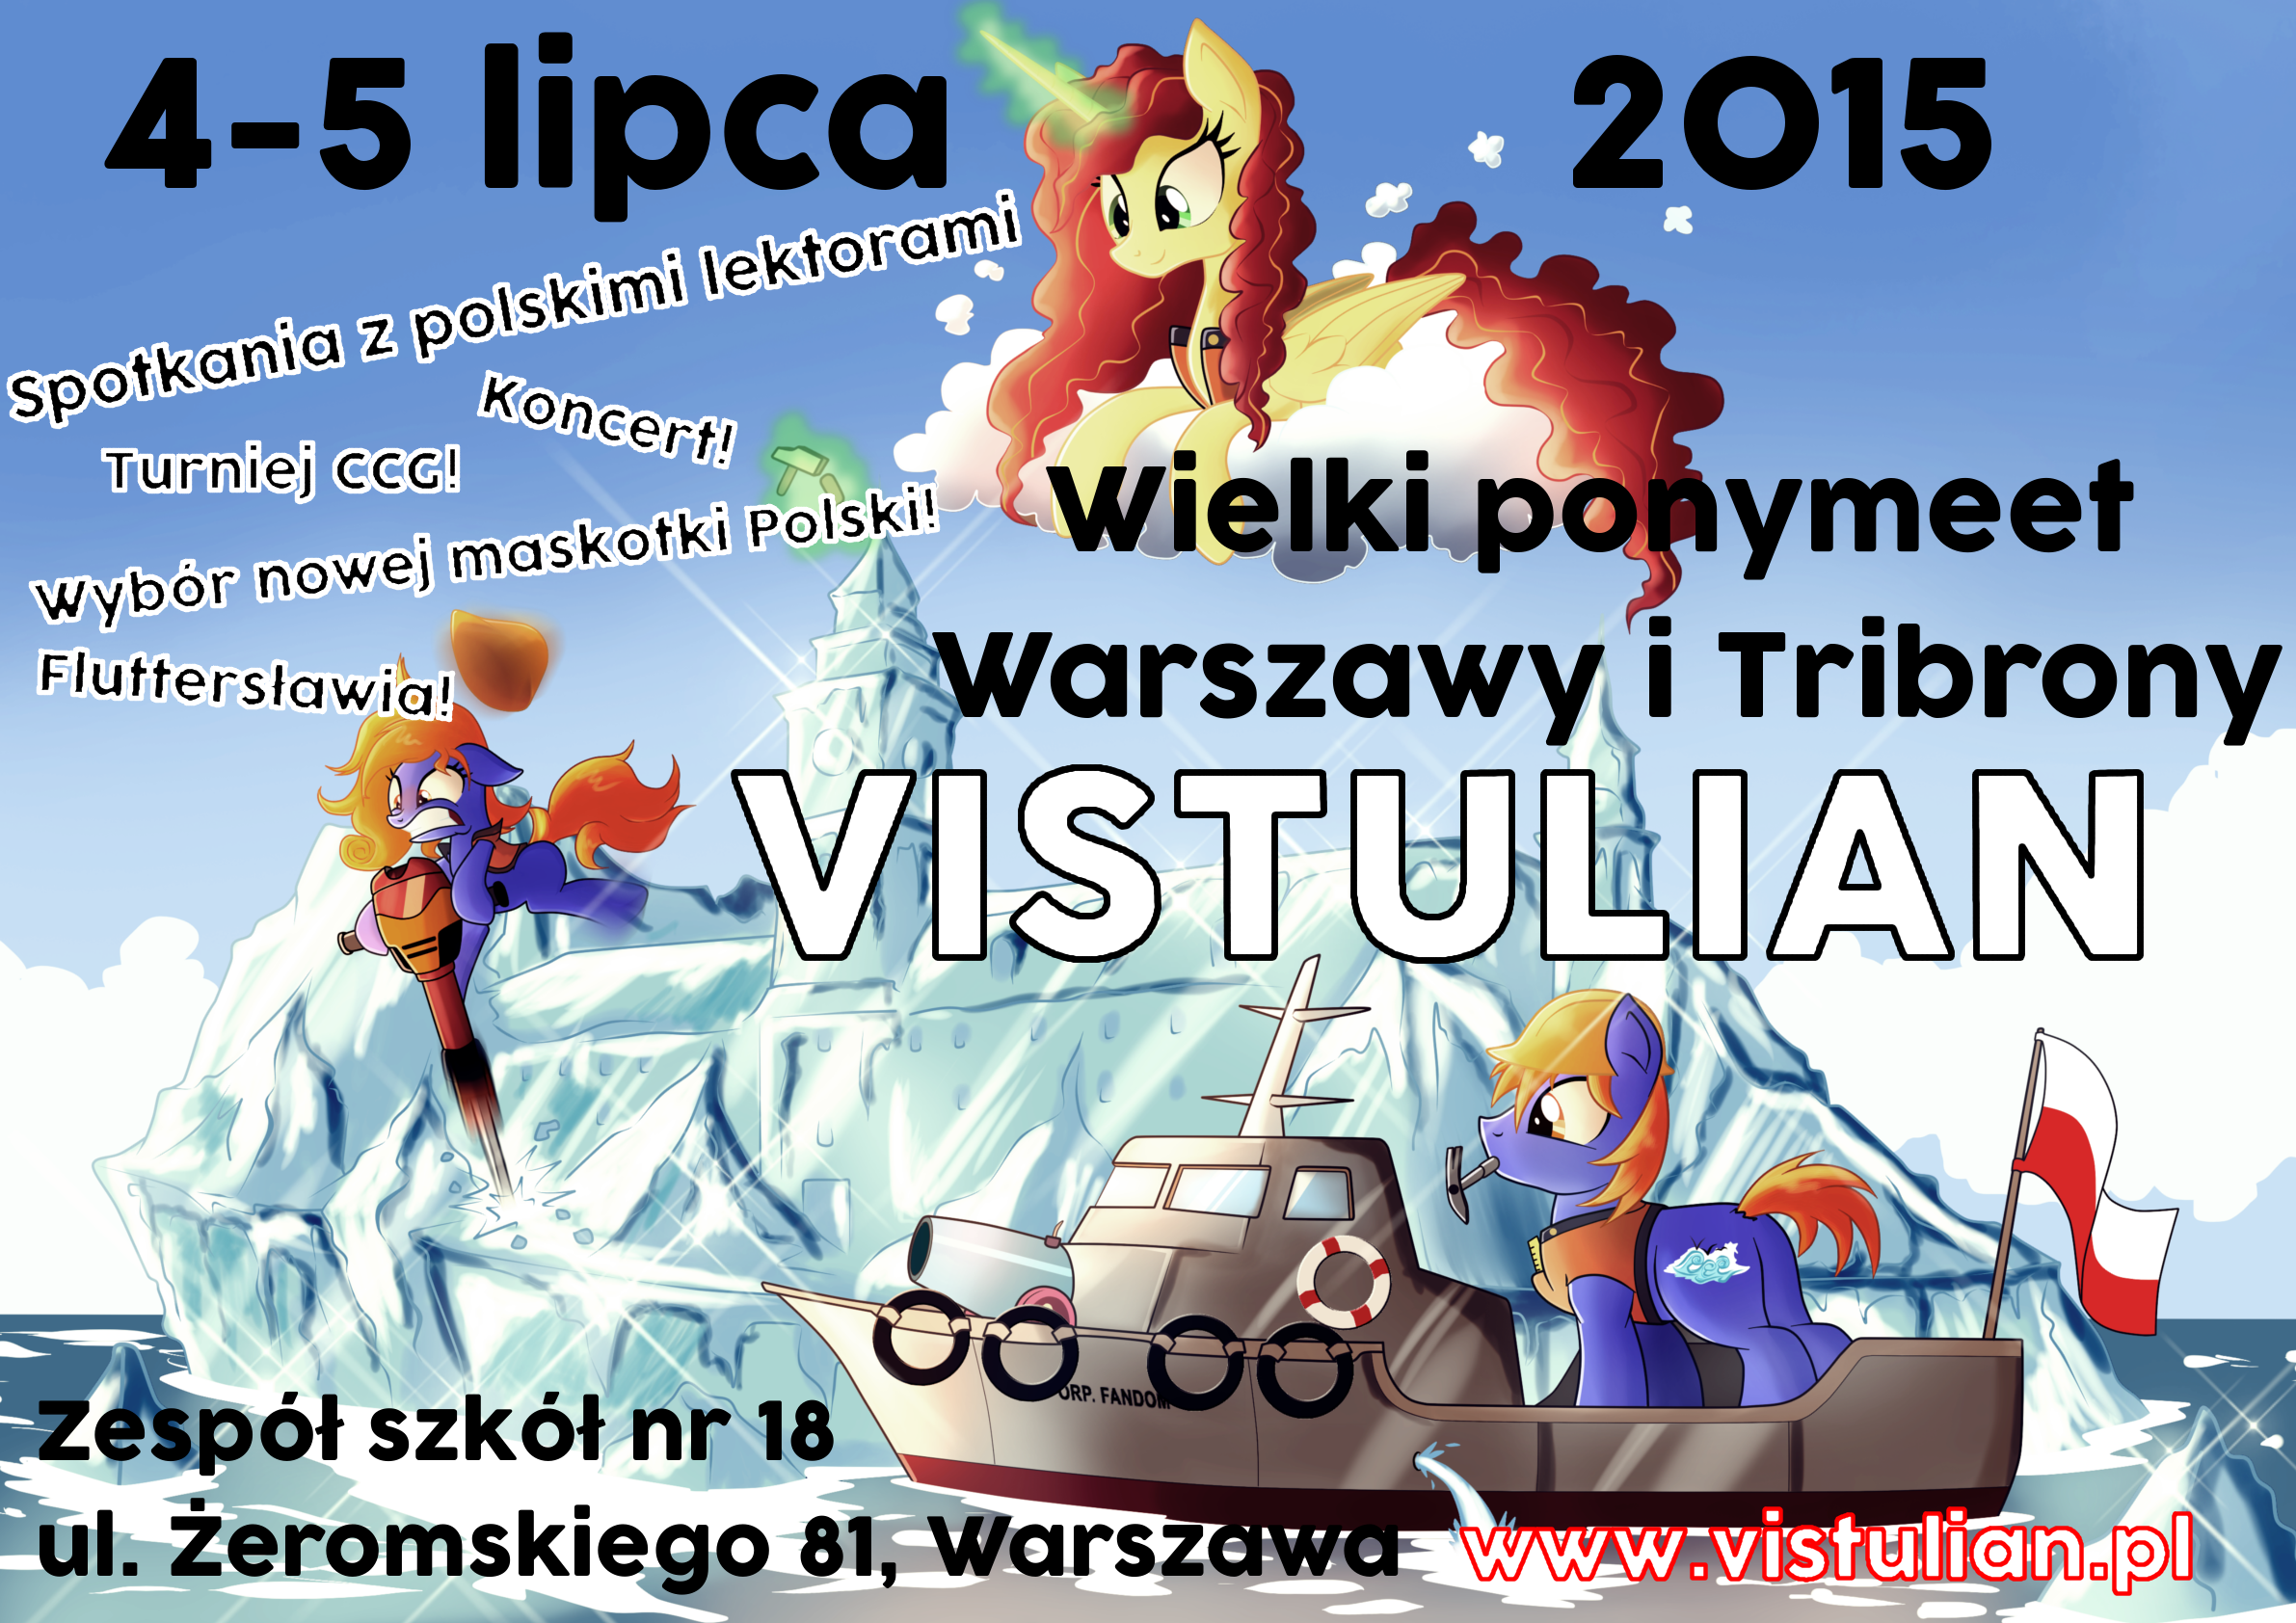 4-5 lipca 2015
Spotkania z polskimi lektorami
Koncert!
Turniej CCG!
Wybór nowej maskotki Polski!
Fluttersławia!
Wielki ponymeet
Warszawy i Tribrony
VISTULIAN
ORP. FANDOM
Zespół szkół nr 18
ul. Żeromskiego 81, Warszawa
www.vistulian.pl